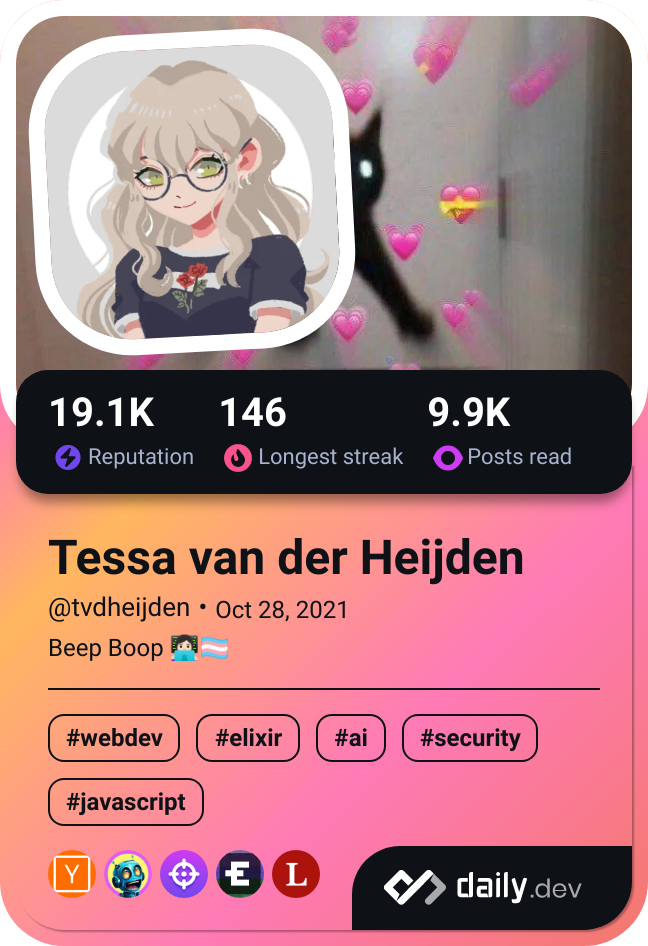 19.1K 146 9.9K
Reputation Longest streak Posts read
Tessa van der Heijden
@tvdheijden • Oct 28, 2021
Beep Boop 👩🏻‍💻🏳️‍⚧️
#webdev #elixir #ai #security
#javascript
Y E L
daily.dev